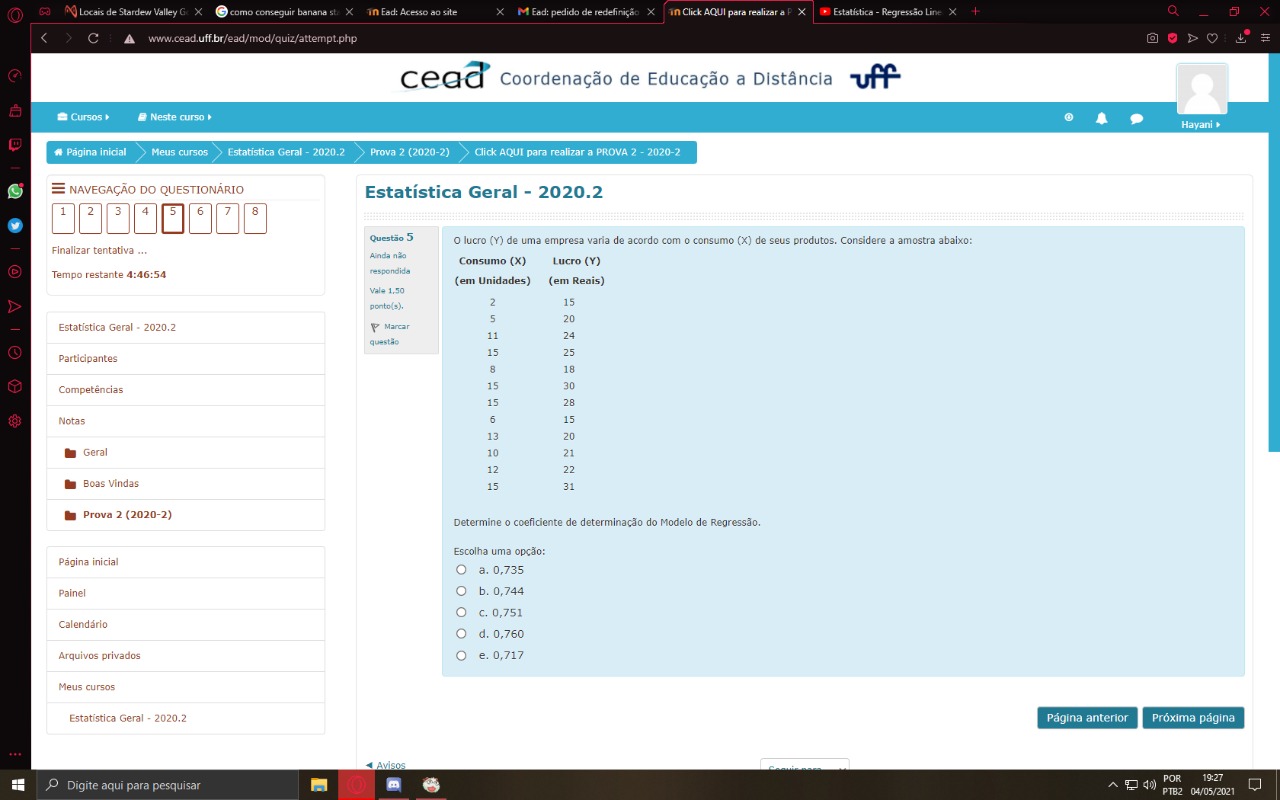 Locais de Stardew Valley G
como conseguir banana sta
Ead: Acesso ao site
Ead: pedido de redefinição
Click AQUI para realizar a P
Estatística - Regressão Line
www.cead.uff.br/ead/mod/quiz/attempt.php
cead Coordenação de Educação a Distância uff
Cursos
Neste curso
Hayani
Página inicial
Meus cursos
Estatística Geral - 2020.2
Prova 2 (2020-2)
Click AQUI para realizar a PROVA 2 - 2020-2
NAVEGAÇÃO DO QUESTIONÁRIO
1 2 3 4 5 6 7 8
Finalizar tentativa ...
Tempo restante 4:46:54
Estatística Geral - 2020.2
Participantes
Competências
Notas
Geral
Boas Vindas
Prova 2 (2020-2)
Página inicial
Painel
Calendário
Arquivos privados
Meus cursos
Estatística Geral - 2020.2
Estatística Geral - 2020.2
Questão 5
Ainda não
respondida
Vale 1,50
ponto(s).
Marcar
questão
O lucro (Y) de uma empresa varia de acordo com o consumo (X) de seus produtos. Considere a amostra abaixo:
Consumo (X) Lucro (Y)
(em Unidades) (em Reais)
2 15
5 20
11 24
15 25
8 18
15 30
15 28
6 15
13 20
10 21
12 22
15 31
Determine o coeficiente de determinação do Modelo de Regressão.
Escolha uma opção:
a. 0,735
b. 0,744
c. 0,751
d. 0,760
e. 0,717
Página anterior
Próxima página
◄ Avisos
Seguir para...
Digite aqui para pesquisar
POR
PTB2
19:27
04/05/2021